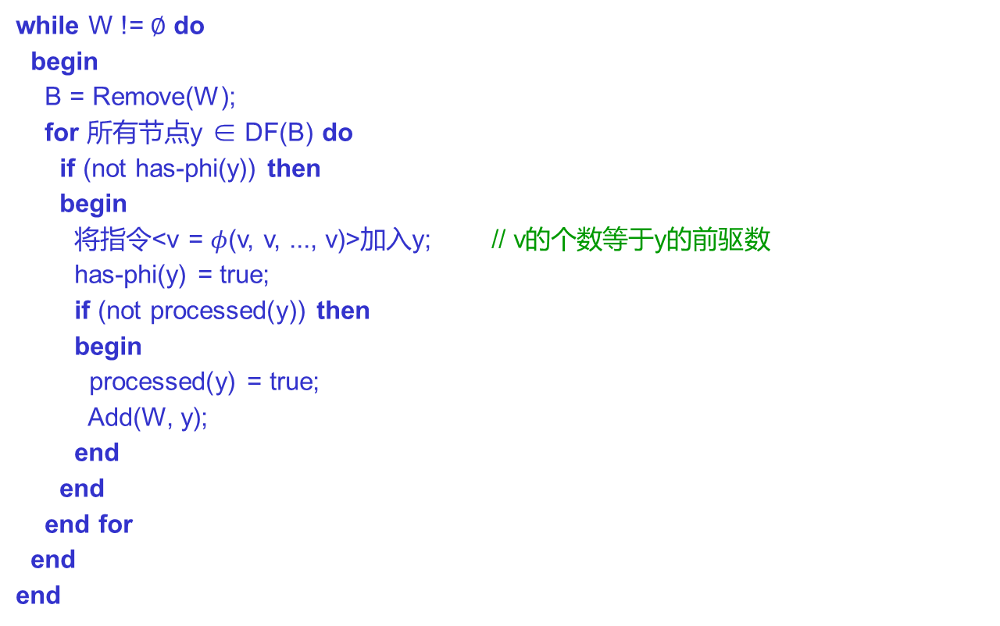 while W != ∅ do
begin
B = Remove(W);
for 所有节点y ∈ DF(B) do
if (not has-phi(y)) then
begin
将指令<v = ϕ(v, v, ..., v)>加入y; // v的个数等于y的前驱数
has-phi(y) = true;
if (not processed(y)) then
begin
processed(y) = true;
Add(W, y);
end
end
end for
end
end